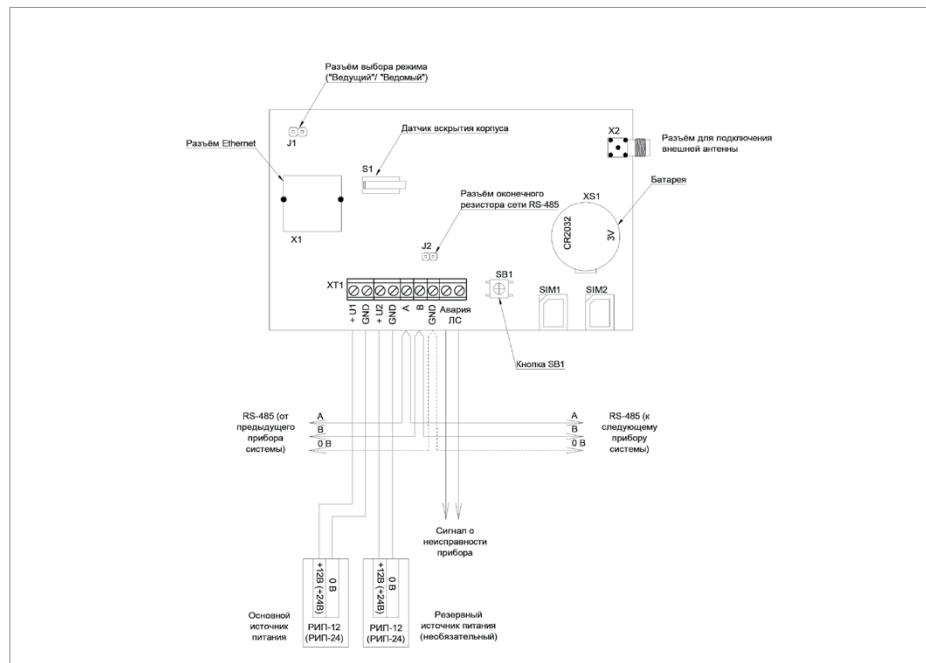 Разъём выбора режима
("Ведущий"/ "Ведомый")
J1
Датчик вскрытия корпуса
X2
Разъём для подключения
внешней антенны
Разъём Ethernet
S1
Батарея
Разъём оконечного
резистора сети RS-485
XS1
CR2032
3V
X1
J2
SB1
XT1
SIM1
SIM2
+ U1
GND
+ U2
GND
A
B
GND
Авария
ЛС
Кнопка SB1
RS-485 (от
предыдущего
прибора
системы)
A
B
0 В
A
B
0 В
RS-485 (к
следующему
прибору
системы)
Сигнал о
неисправности
прибора
+12В (+24В)
0 В
+12В (+24В)
0 В
Основной
источник
питания
РИП-12
(РИП-24)
РИП-12
(РИП-24)
Резервный
источник питания
(необязательный)